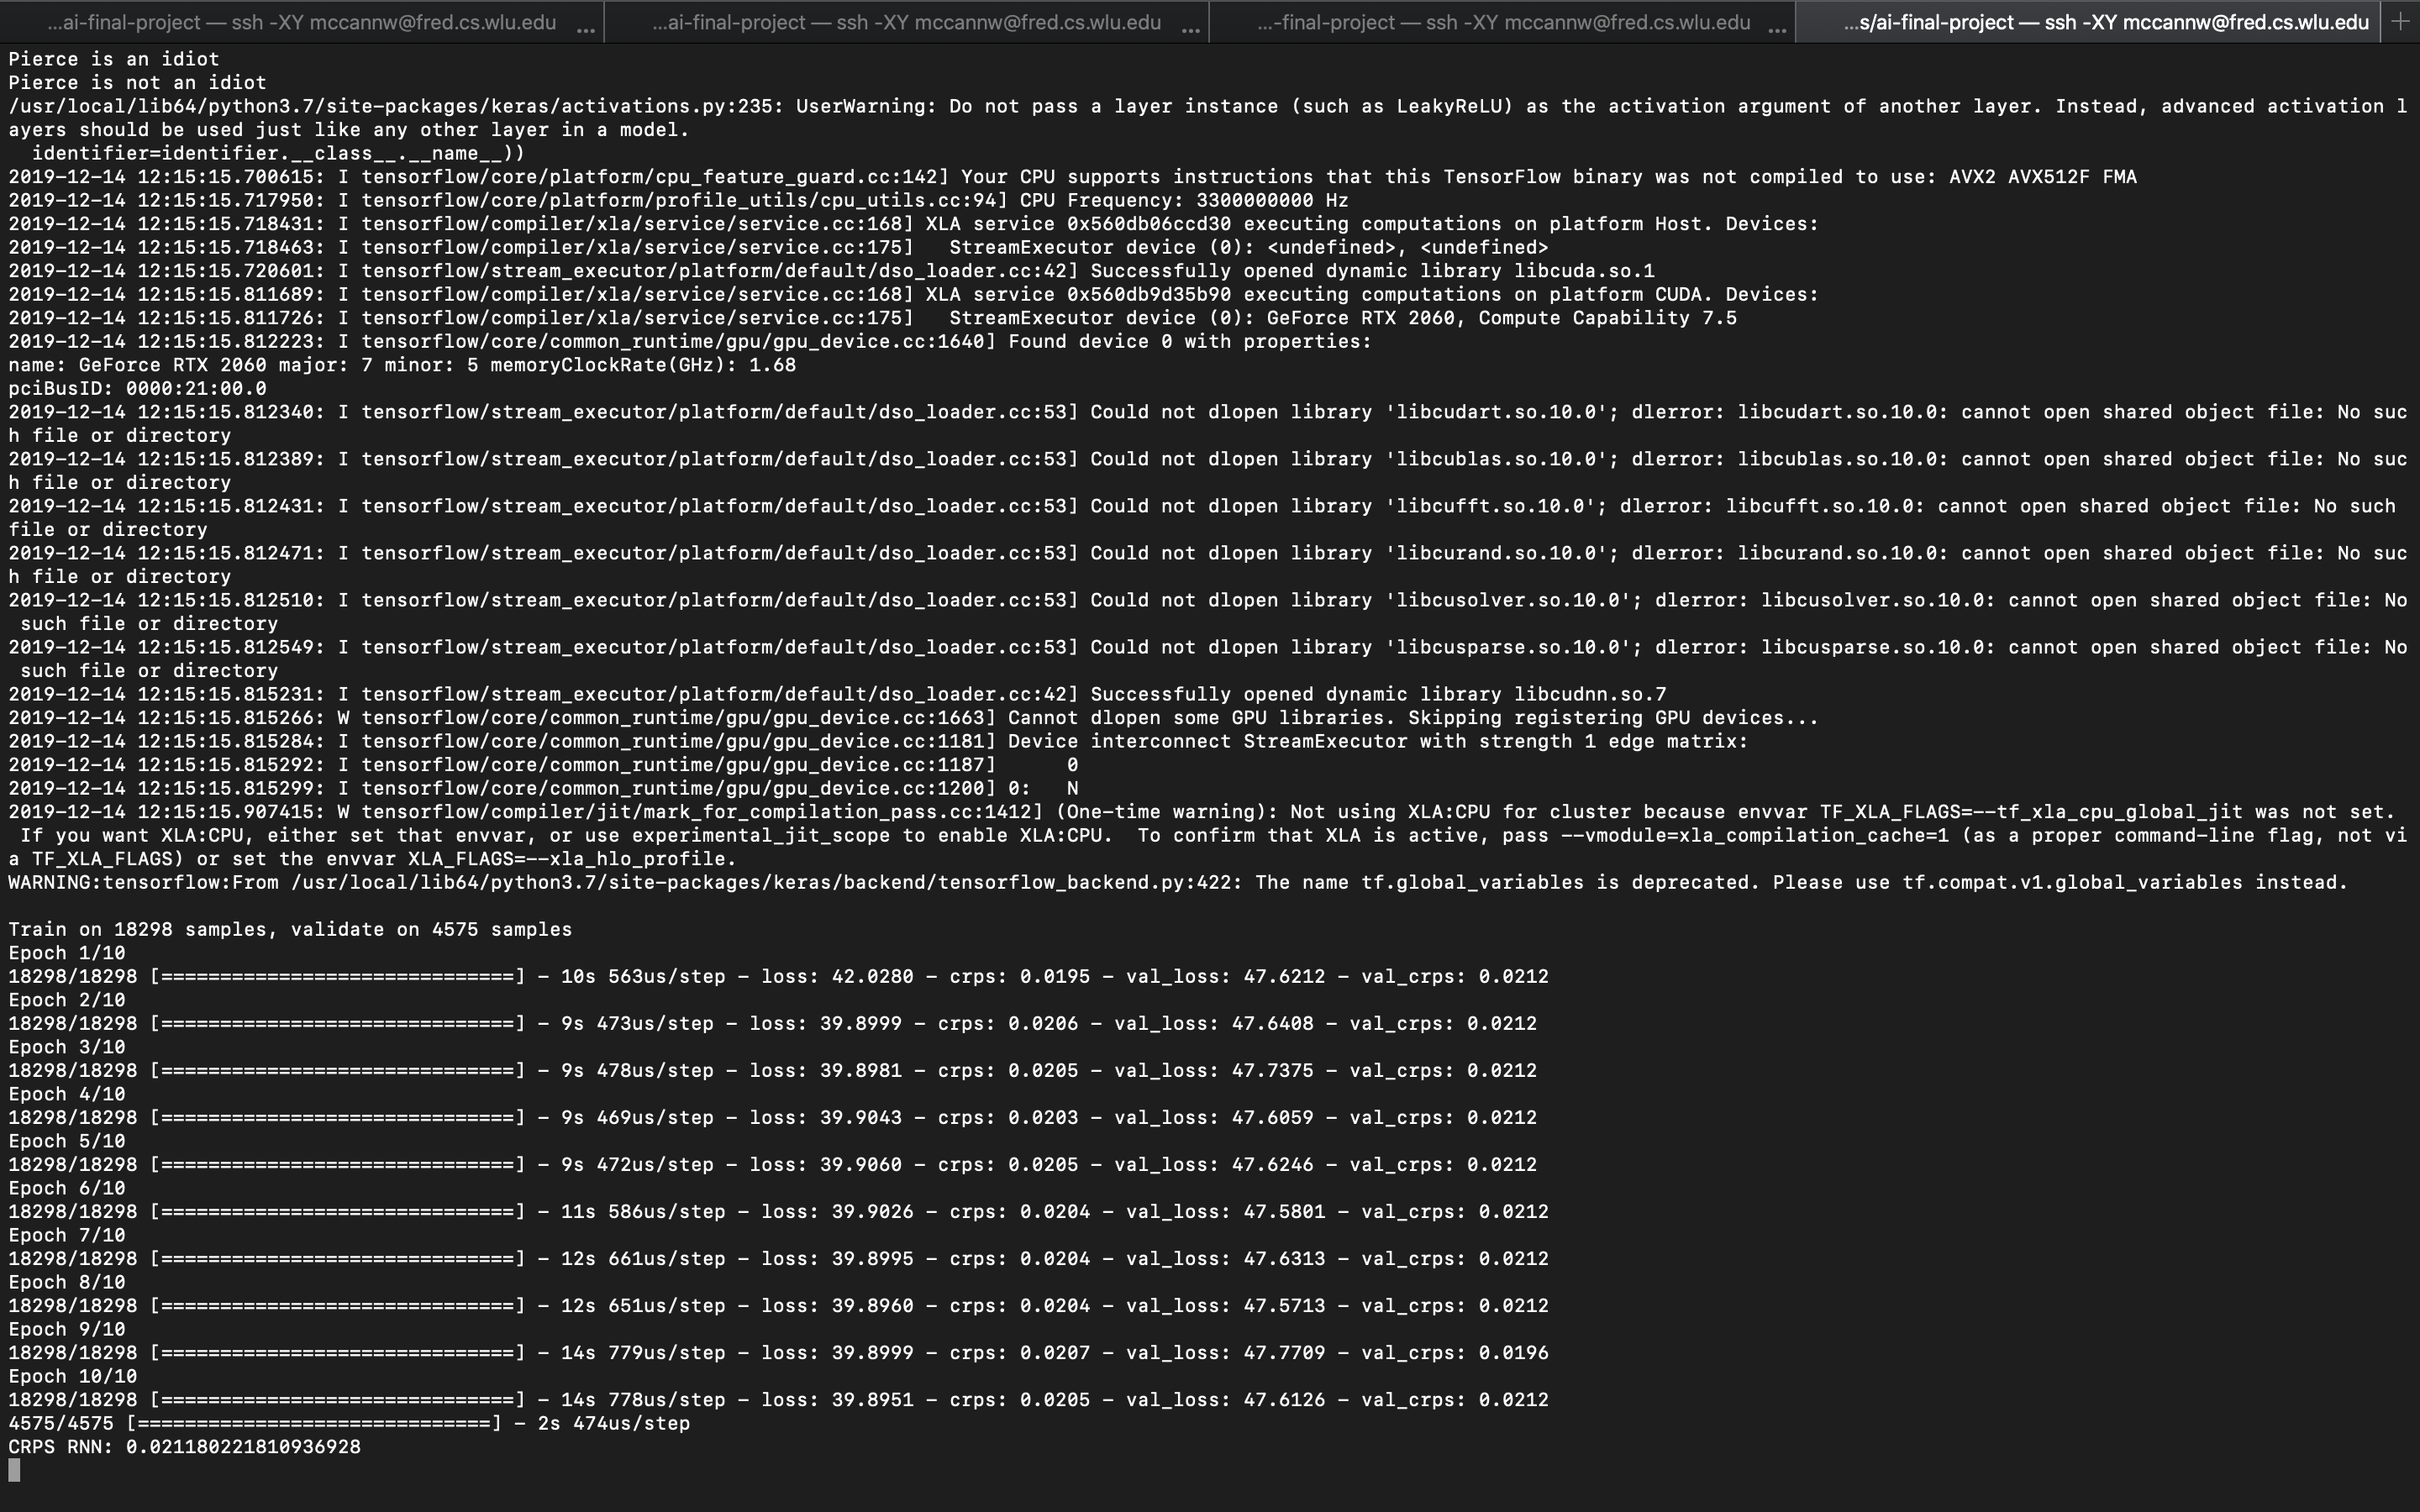 ...ai-final-project — ssh -XY mccannw@fred.cs.wlu.edu ... ...ai-final-project — ssh -XY mccannw@fred.cs.wlu.edu ... ...-final-project — ssh -XY mccannw@fred.cs.wlu.edu ... ...s/ai-final-project — ssh -XY mccannw@fred.cs.wlu.edu +
Pierce is an idiot
Pierce is not an idiot
/usr/local/lib64/python3.7/site-packages/keras/activations.py:235: UserWarning: Do not pass a layer instance (such as LeakyReLU) as the activation argument of another layer. Instead, advanced activation l
ayers should be used just like any other layer in a model.
  identifier=identifier.__class__.__name__))
2019-12-14 12:15:15.700615: I tensorflow/core/platform/cpu_feature_guard.cc:142] Your CPU supports instructions that this TensorFlow binary was not compiled to use: AVX2 AVX512F FMA
2019-12-14 12:15:15.717950: I tensorflow/core/platform/profile_utils/cpu_utils.cc:94] CPU Frequency: 3300000000 Hz
2019-12-14 12:15:15.718431: I tensorflow/compiler/xla/service/service.cc:168] XLA service 0x560db06ccd30 executing computations on platform Host. Devices:
2019-12-14 12:15:15.718463: I tensorflow/compiler/xla/service/service.cc:175]   StreamExecutor device (0): <undefined>, <undefined>
2019-12-14 12:15:15.720601: I tensorflow/stream_executor/platform/default/dso_loader.cc:42] Successfully opened dynamic library libcuda.so.1
2019-12-14 12:15:15.811689: I tensorflow/compiler/xla/service/service.cc:168] XLA service 0x560db9d35b90 executing computations on platform CUDA. Devices:
2019-12-14 12:15:15.811726: I tensorflow/compiler/xla/service/service.cc:175]   StreamExecutor device (0): GeForce RTX 2060, Compute Capability 7.5
2019-12-14 12:15:15.812223: I tensorflow/core/common_runtime/gpu/gpu_device.cc:1640] Found device 0 with properties:
name: GeForce RTX 2060 major: 7 minor: 5 memoryClockRate(GHz): 1.68
pciBusID: 0000:21:00.0
2019-12-14 12:15:15.812340: I tensorflow/stream_executor/platform/default/dso_loader.cc:53] Could not dlopen library 'libcudart.so.10.0'; dlerror: libcudart.so.10.0: cannot open shared object file: No suc
h file or directory
2019-12-14 12:15:15.812389: I tensorflow/stream_executor/platform/default/dso_loader.cc:53] Could not dlopen library 'libcublas.so.10.0'; dlerror: libcublas.so.10.0: cannot open shared object file: No suc
h file or directory
2019-12-14 12:15:15.812431: I tensorflow/stream_executor/platform/default/dso_loader.cc:53] Could not dlopen library 'libcufft.so.10.0'; dlerror: libcufft.so.10.0: cannot open shared object file: No such
file or directory
2019-12-14 12:15:15.812471: I tensorflow/stream_executor/platform/default/dso_loader.cc:53] Could not dlopen library 'libcurand.so.10.0'; dlerror: libcurand.so.10.0: cannot open shared object file: No suc
h file or directory
2019-12-14 12:15:15.812510: I tensorflow/stream_executor/platform/default/dso_loader.cc:53] Could not dlopen library 'libcusolver.so.10.0'; dlerror: libcusolver.so.10.0: cannot open shared object file: No
 such file or directory
2019-12-14 12:15:15.812549: I tensorflow/stream_executor/platform/default/dso_loader.cc:53] Could not dlopen library 'libcusparse.so.10.0'; dlerror: libcusparse.so.10.0: cannot open shared object file: No
 such file or directory
2019-12-14 12:15:15.815231: I tensorflow/stream_executor/platform/default/dso_loader.cc:42] Successfully opened dynamic library libcudnn.so.7
2019-12-14 12:15:15.815266: W tensorflow/core/common_runtime/gpu/gpu_device.cc:1663] Cannot dlopen some GPU libraries. Skipping registering GPU devices...
2019-12-14 12:15:15.815284: I tensorflow/core/common_runtime/gpu/gpu_device.cc:1181] Device interconnect StreamExecutor with strength 1 edge matrix:
2019-12-14 12:15:15.815292: I tensorflow/core/common_runtime/gpu/gpu_device.cc:1187]      0
2019-12-14 12:15:15.815299: I tensorflow/core/common_runtime/gpu/gpu_device.cc:1200] 0:   N
2019-12-14 12:15:15.907415: W tensorflow/compiler/jit/mark_for_compilation_pass.cc:1412] (One-time warning): Not using XLA:CPU for cluster because envvar TF_XLA_FLAGS=--tf_xla_cpu_global_jit was not set.
 If you want XLA:CPU, either set that envvar, or use experimental_jit_scope to enable XLA:CPU.  To confirm that XLA is active, pass --vmodule=xla_compilation_cache=1 (as a proper command-line flag, not vi
a TF_XLA_FLAGS) or set the envvar XLA_FLAGS=--xla_hlo_profile.
WARNING:tensorflow:From /usr/local/lib64/python3.7/site-packages/keras/backend/tensorflow_backend.py:422: The name tf.global_variables is deprecated. Please use tf.compat.v1.global_variables instead.
Train on 18298 samples, validate on 4575 samples
Epoch 1/10
18298/18298 [==============================] - 10s 563us/step - loss: 42.0280 - crps: 0.0195 - val_loss: 47.6212 - val_crps: 0.0212
Epoch 2/10
18298/18298 [==============================] - 9s 473us/step - loss: 39.8999 - crps: 0.0206 - val_loss: 47.6408 - val_crps: 0.0212
Epoch 3/10
18298/18298 [==============================] - 9s 478us/step - loss: 39.8981 - crps: 0.0205 - val_loss: 47.7375 - val_crps: 0.0212
Epoch 4/10
18298/18298 [==============================] - 9s 469us/step - loss: 39.9043 - crps: 0.0203 - val_loss: 47.6059 - val_crps: 0.0212
Epoch 5/10
18298/18298 [==============================] - 9s 472us/step - loss: 39.9060 - crps: 0.0205 - val_loss: 47.6246 - val_crps: 0.0212
Epoch 6/10
18298/18298 [==============================] - 11s 586us/step - loss: 39.9026 - crps: 0.0204 - val_loss: 47.5801 - val_crps: 0.0212
Epoch 7/10
18298/18298 [==============================] - 12s 661us/step - loss: 39.8995 - crps: 0.0204 - val_loss: 47.6313 - val_crps: 0.0212
Epoch 8/10
18298/18298 [==============================] - 12s 651us/step - loss: 39.8960 - crps: 0.0204 - val_loss: 47.5713 - val_crps: 0.0212
Epoch 9/10
18298/18298 [==============================] - 14s 779us/step - loss: 39.8999 - crps: 0.0207 - val_loss: 47.7709 - val_crps: 0.0196
Epoch 10/10
18298/18298 [==============================] - 14s 778us/step - loss: 39.8951 - crps: 0.0205 - val_loss: 47.6126 - val_crps: 0.0212
4575/4575 [==============================] - 2s 474us/step
CRPS RNN: 0.021180221810936928